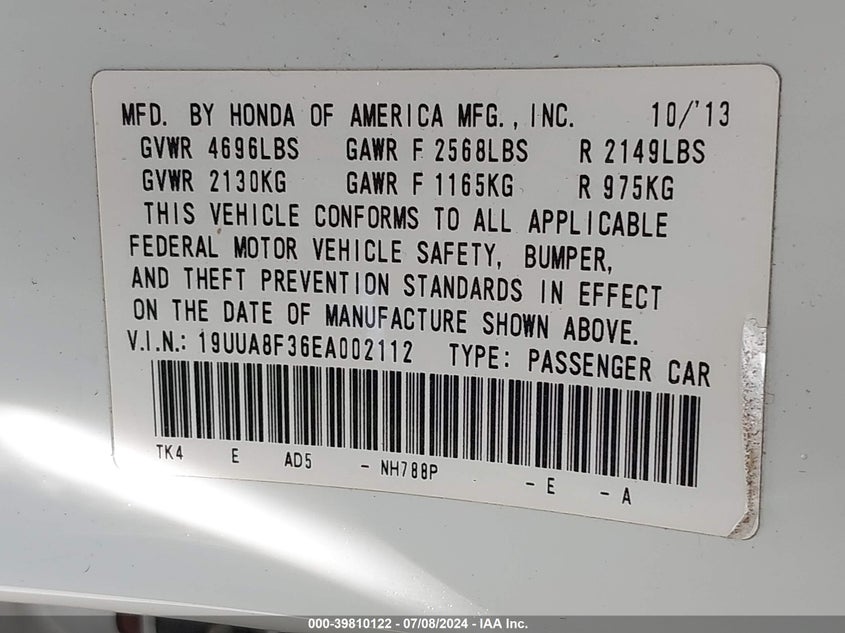 MFD. BY HONDA OF AMERICA MFG., INC. 10/'13
GVWR 4696LBS GAWR F 2568LBS R 2149LBS
GVWR 2130KG GAWR F 1165KG R 975KG
THIS VEHICLE CONFORMS TO ALL APPLICABLE
FEDERAL MOTOR VEHICLE SAFETY, BUMPER,
AND THEFT PREVENTION STANDARDS IN EFFECT
ON THE DATE OF MANUFACTURE SHOWN ABOVE.
V.I.N.: 19UUA8F36EA002112 TYPE: PASSENGER CAR
TK4 E AD5 - NH788P - E - A
000-39810122 - 07/08/2024 - IAA Inc.